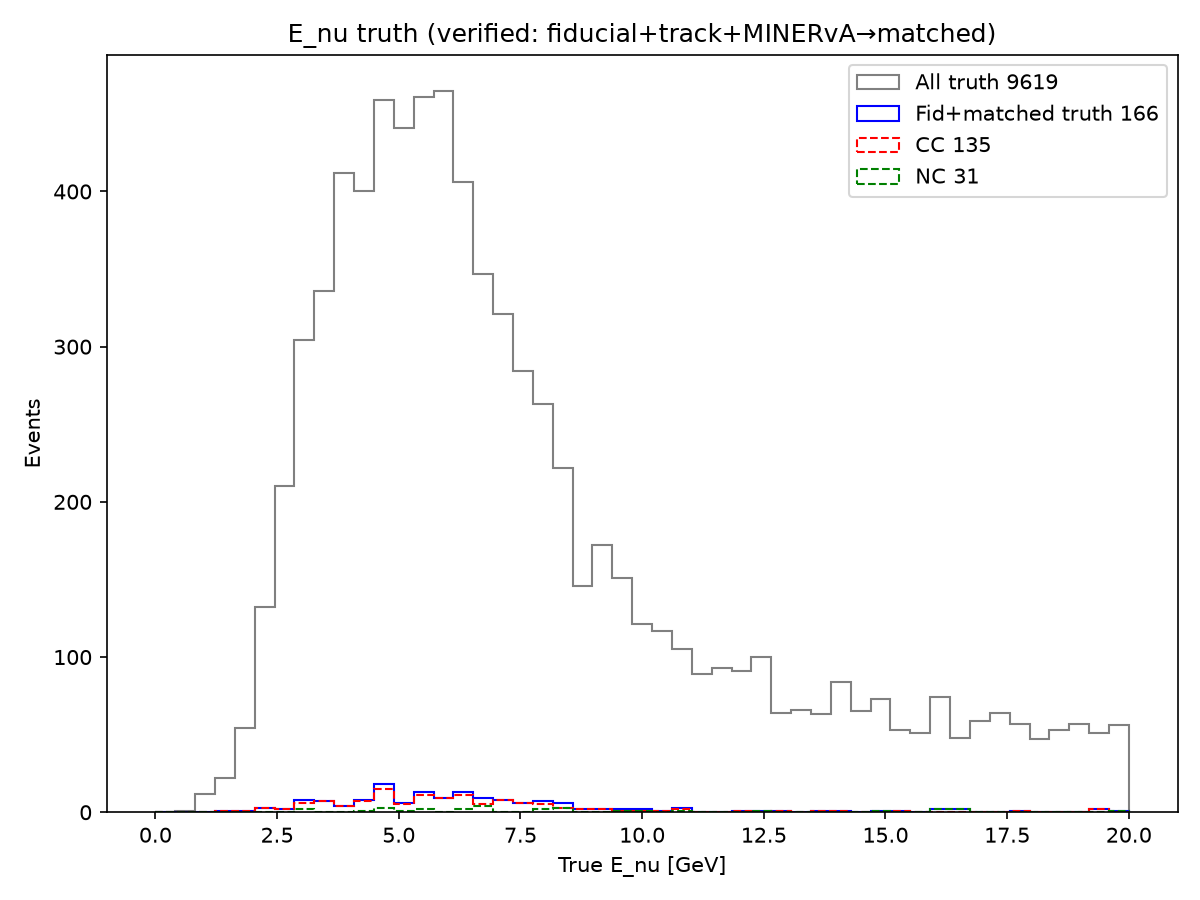 E_nu truth (verified: fiducial+track+MINERvA→matched)
All truth 9619
Fid+matched truth 166
CC 135
NC 31
Events
400
300
200
100
0
0.0 2.5 5.0 7.5 10.0 12.5 15.0 17.5 20.0
True E_nu [GeV]